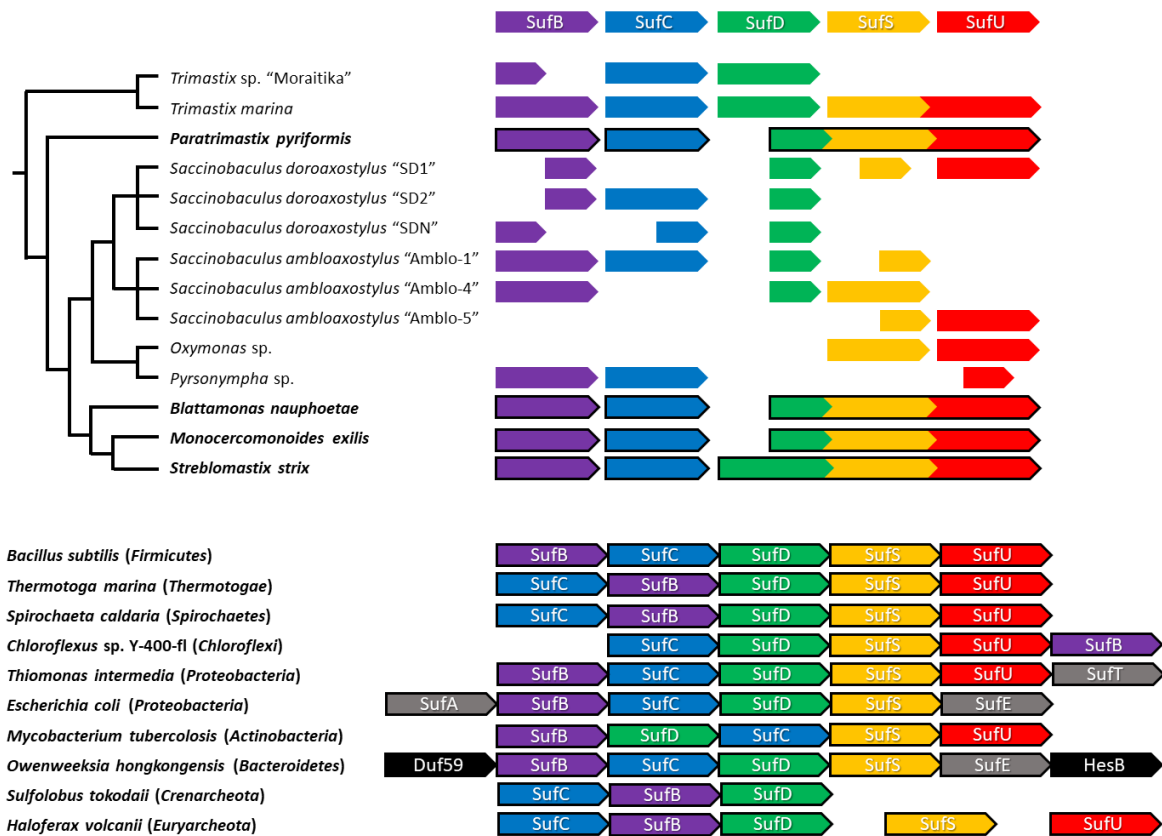 SufB SufC SufD SufS SufU
Trimastix sp. “Moraitika”
Trimastix marina
Paratrimastix pyriformis
Saccinobaculus doroaxostylus “SD1”
Saccinobaculus doroaxostylus “SD2”
Saccinobaculus doroaxostylus “SDN”
Saccinobaculus ambloaxostylus “Amblo-1”
Saccinobaculus ambloaxostylus “Amblo-4”
Saccinobaculus ambloaxostylus “Amblo-5”
Oxymonas sp.
Pyrsonympha sp.
Blattamonas nauphoetae
Monocercomonoides exilis
Streblomastix strix
Bacillus subtilis (Firmicutes) SufB SufC SufD SufS SufU
Thermotoga marina (Thermotogae) SufC SufB SufD SufS SufU
Spirochaeta caldaria (Spirochaetes) SufC SufB SufD SufS SufU
Chloroflexus sp. Y-400-fl (Chloroflexi) SufC SufD SufS SufU SufB
Thiomonas intermedia (Proteobacteria) SufB SufC SufD SufS SufU SufT
Escherichia coli (Proteobacteria) SufA SufB SufC SufD SufS SufE
Mycobacterium tubercolosis (Actinobacteria) SufB SufD SufC SufS SufU
Owenweeksia hongkongensis (Bacteroidetes) Duf59 SufB SufC SufD SufS SufE HesB
Sulfolobus tokodaii (Crenarcheota) SufC SufB SufD
Haloferax volcanii (Euryarcheota) SufC SufB SufD SufS SufU